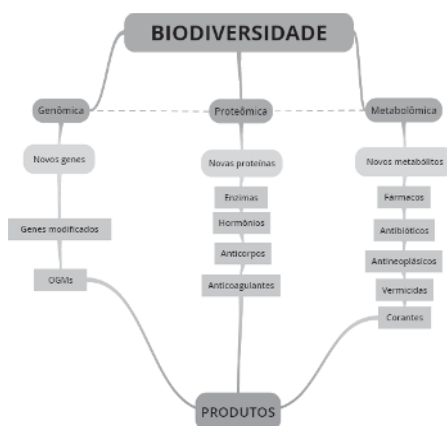 BIODIVERSIDADE
Genômica
Proteômica
Metabolômica
Novos genes
Novas proteínas
Novos metabólitos
Enzimas
Fármacos
Genes modificados
Hormônios
Antibióticos
Anticorpos
Antineoplásicos
OGMs
Anticoagulantes
Vermicidas
Corantes
PRODUTOS